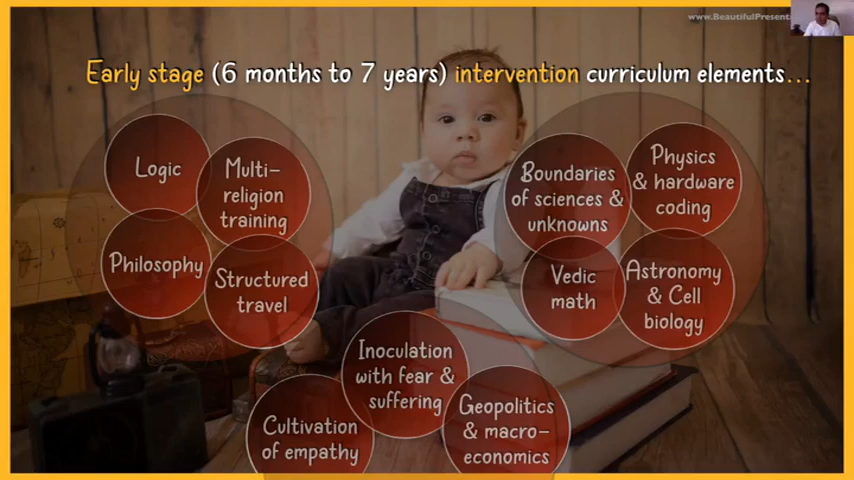 www.BeautifulPresent
Early stage (6 months to 7 years) intervention curriculum elements...
Logic
Multi-
religion
training
Philosophy
Structured
travel
Boundaries
of sciences &
unknowns
Physics
& hardware
coding
Vedic
math
Astronomy
& Cell
biology
Inoculation
with fear &
suffering
Cultivation
of empathy
Geopolitics
& macro-
economics